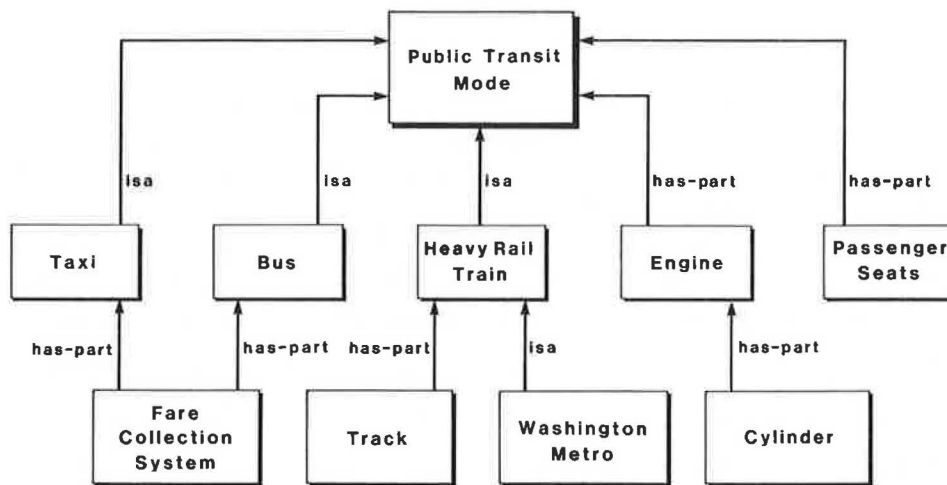 Public Transit
Mode
isa
isa
isa
has-part
has-part
Taxi
Bus
Heavy Rail
Train
Engine
Passenger
Seats
has-part
has-part
has-part
isa
has-part
Fare
Collection
System
Track
Washington
Metro
Cylinder